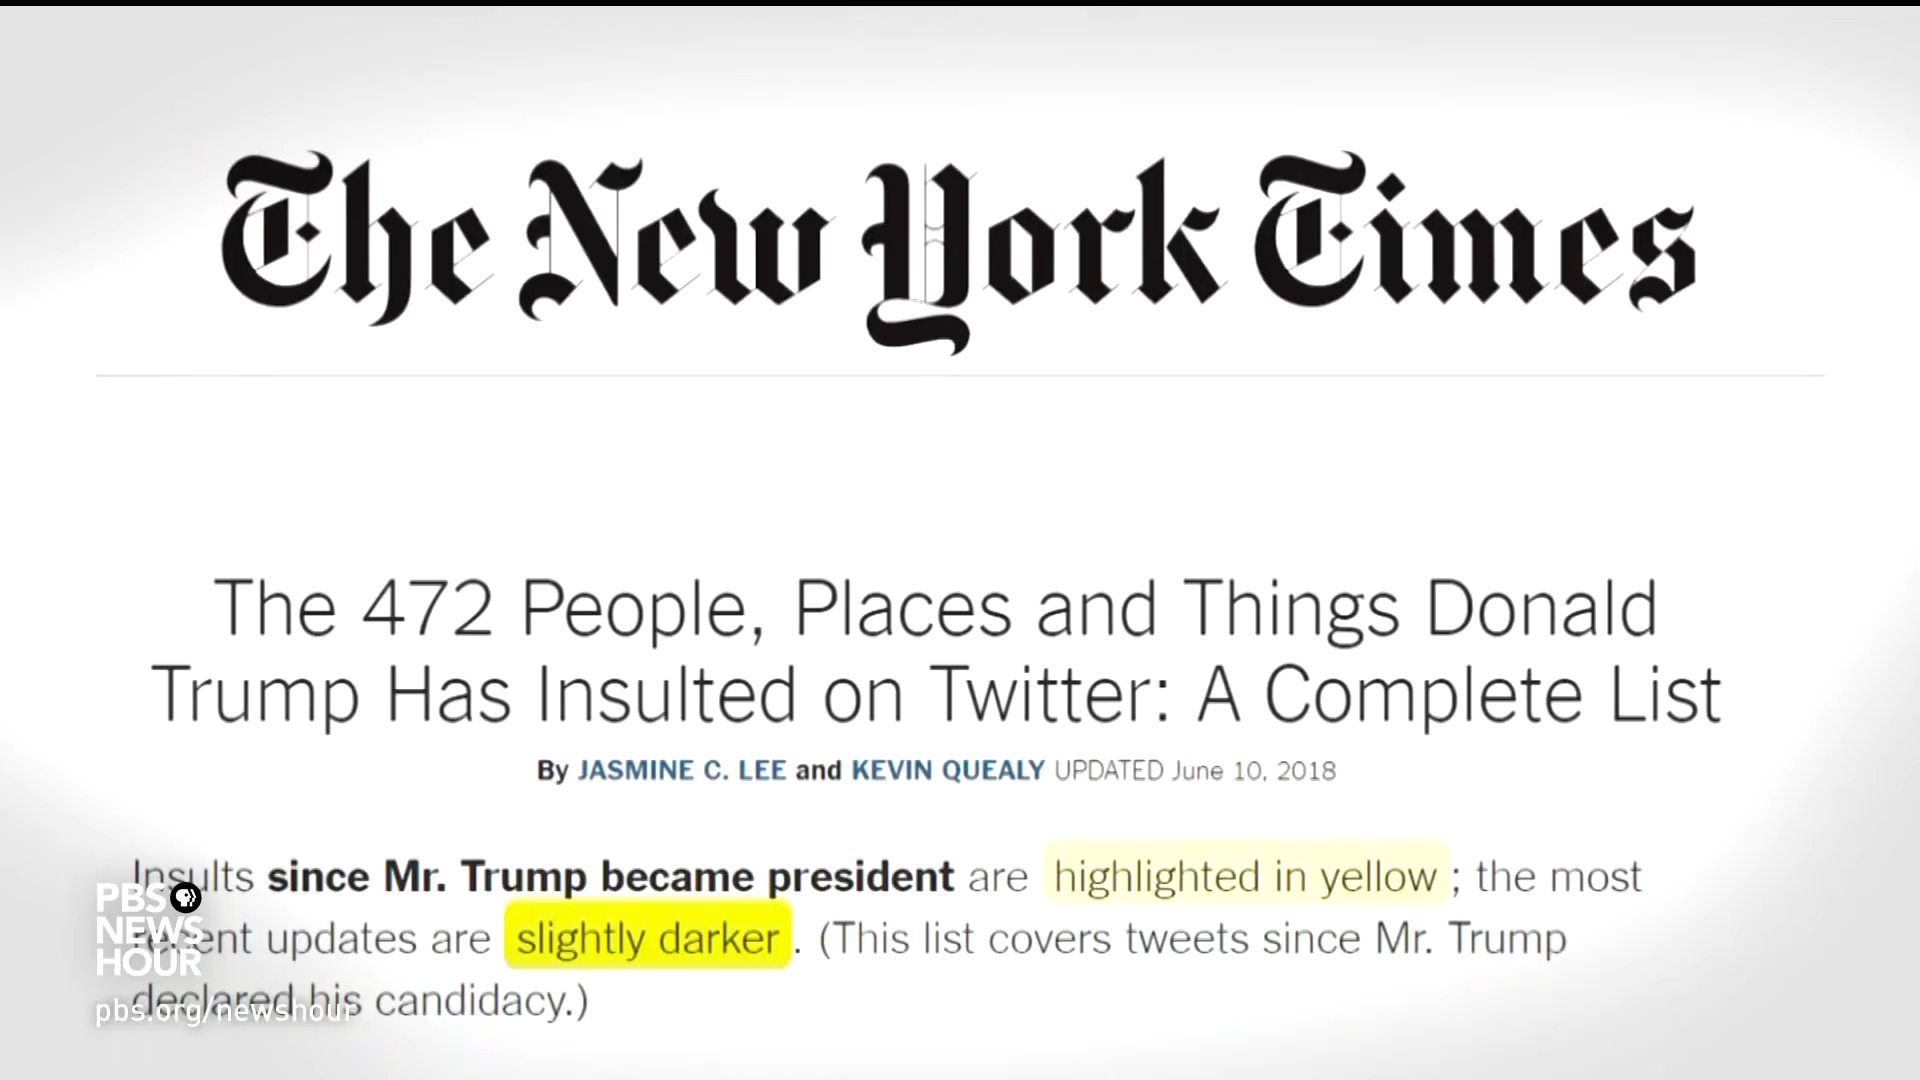 The New York Times
The 472 People, Places and Things Donald
Trump Has Insulted on Twitter: A Complete List
By JASMINE C. LEE and KEVIN QUEALY UPDATED June 10, 2018
Insults since Mr. Trump became president are highlighted in yellow ; the most
recent updates are slightly darker . (This list covers tweets since Mr. Trump
declared his candidacy.)
PBS
NEWS
HOUR
pbs.org/newshour